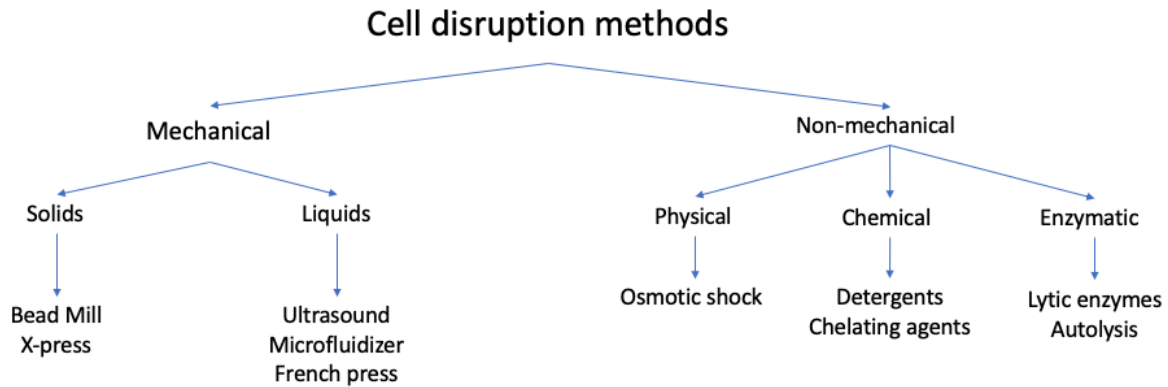 Cell disruption methods
Mechanical
Non-mechanical
Solids
Liquids
Physical
Chemical
Enzymatic
Bead Mill
X-press
Ultrasound
Microfluidizer
French press
Osmotic shock
Detergents
Chelating agents
Lytic enzymes
Autolysis